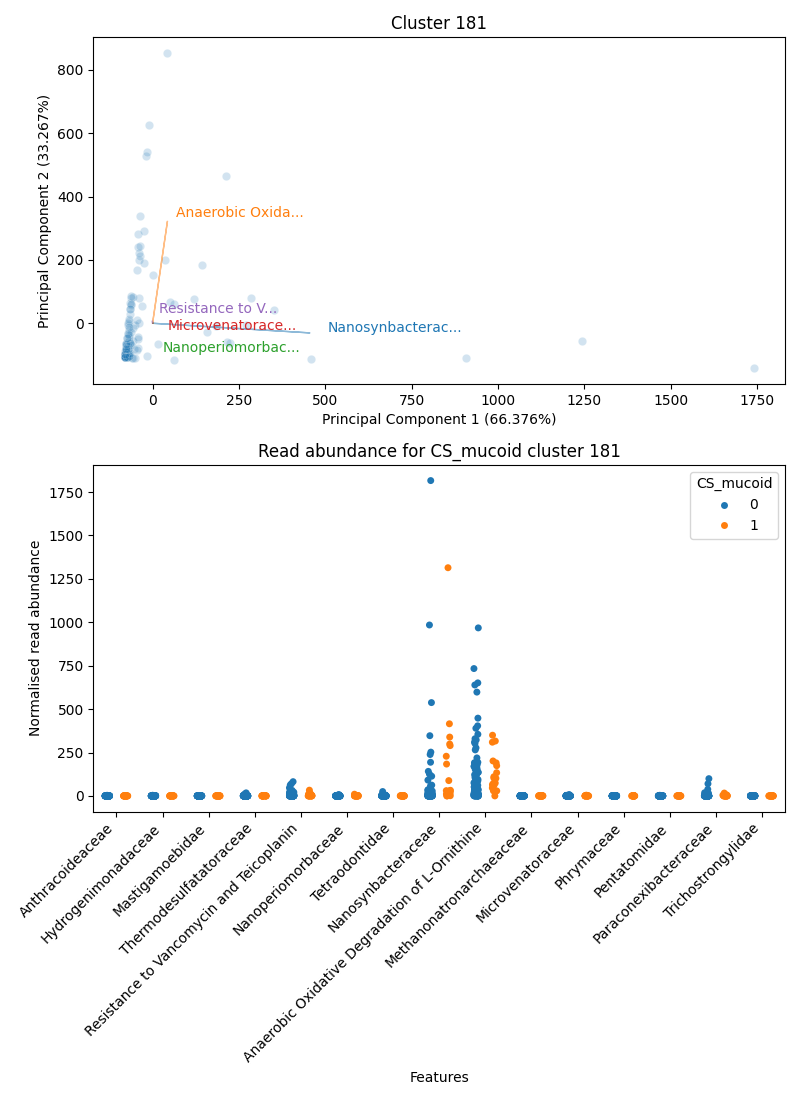 Cluster 181
800
600
400
200
0
Principal Component 2 (33.267%)
Anaerobic Oxida...
Resistance to V...
Microvenatorace...
Nanosynbacterac...
Nanoperiomorbac...
0 250 500 750 1000 1250 1500 1750
Principal Component 1 (66.376%)
Read abundance for CS_mucoid cluster 181
1750
1500
1250
1000
750
500
250
0
Normalised read abundance
CS_mucoid
0
1
Anthracoideaceae
Hydrogenimonadaceae
Mastigamoebidae
Thermodesulfatatoraceae
Resistance to Vancomycin and Teicoplanin
Nanoperiomorbaceae
Tetraodontidae
Nanosynbacteraceae
Anaerobic Oxidative Degradation of L-Ornithine
Methanonatronarchaeaceae
Microvenatoraceae
Phrymaceae
Pentatomidae
Paraconexibacteraceae
Trichostrongylidae
Features